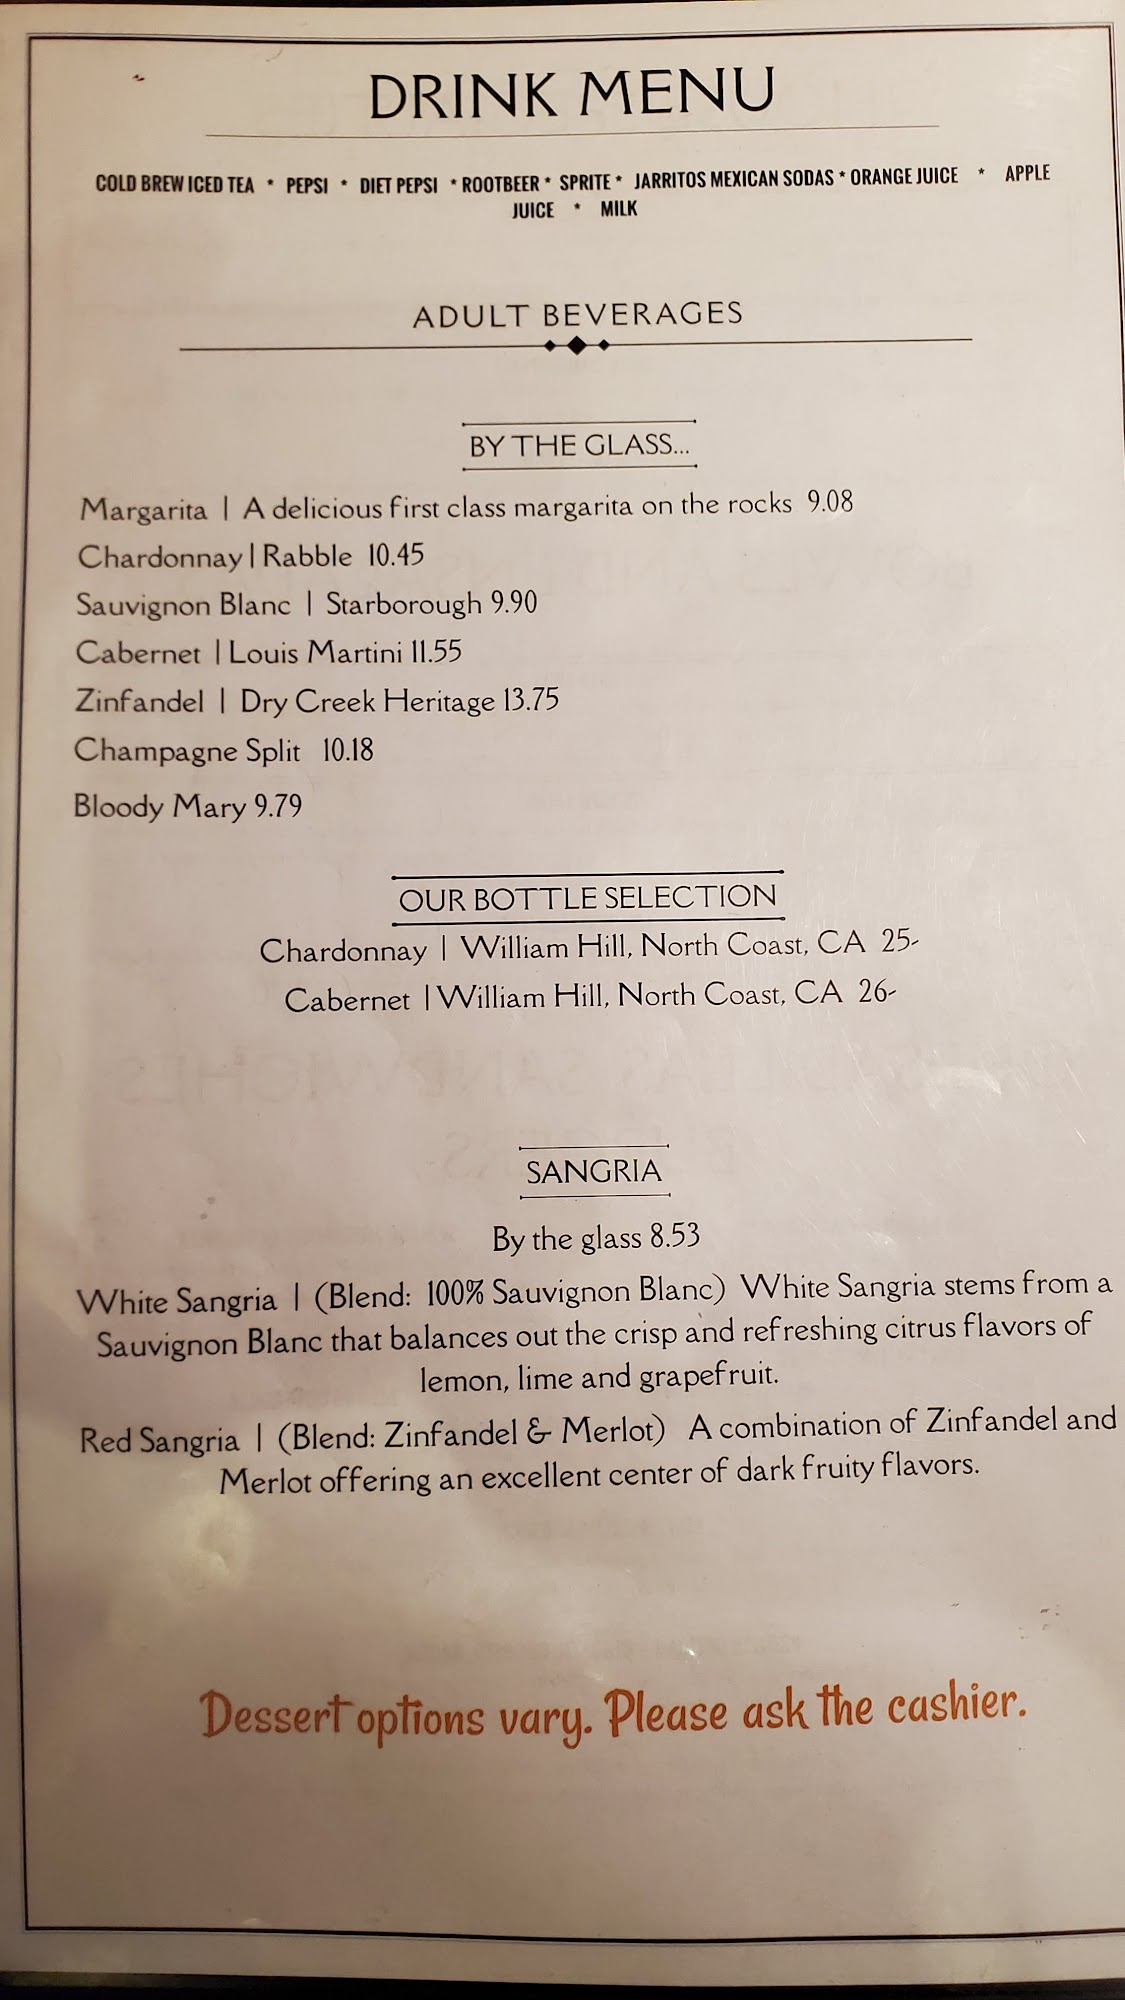 DRINK MENU
COLD BREW ICED TEA * PEPSI * DIET PEPSI * ROOTBEER * SPRITE * JARRITOS MEXICAN SODAS * ORANGE JUICE * APPLE
JUICE * MILK
ADULT BEVERAGES
BY THE GLASS...
Margarita | A delicious first class margarita on the rocks 9.08
Chardonnay | Rabble 10.45
Sauvignon Blanc | Starborough 9.90
Cabernet | Louis Martini 11.55
Zinfandel | Dry Creek Heritage 13.75
Champagne Split 10.18
Bloody Mary 9.79
OUR BOTTLE SELECTION
Chardonnay | William Hill, North Coast, CA 25-
Cabernet | William Hill, North Coast, CA 26-
SANGRIA
By the glass 8.53
White Sangria | (Blend: 100% Sauvignon Blanc) White Sangria stems from a
Sauvignon Blanc that balances out the crisp and refreshing citrus flavors of
lemon, lime and grapefruit.
Red Sangria | (Blend: Zinfandel & Merlot) A combination of Zinfandel and
Merlot offering an excellent center of dark fruity flavors.
Dessert options vary. Please ask the cashier.